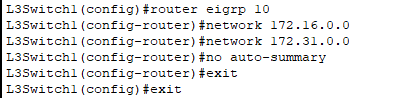 L3Switch1(config)#router eigrp 10
L3Switch1(config-router)#network 172.16.0.0
L3Switch1(config-router)#network 172.31.0.0
L3Switch1(config-router)#no auto-summary
L3Switch1(config-router)#exit
L3Switch1(config)#exit